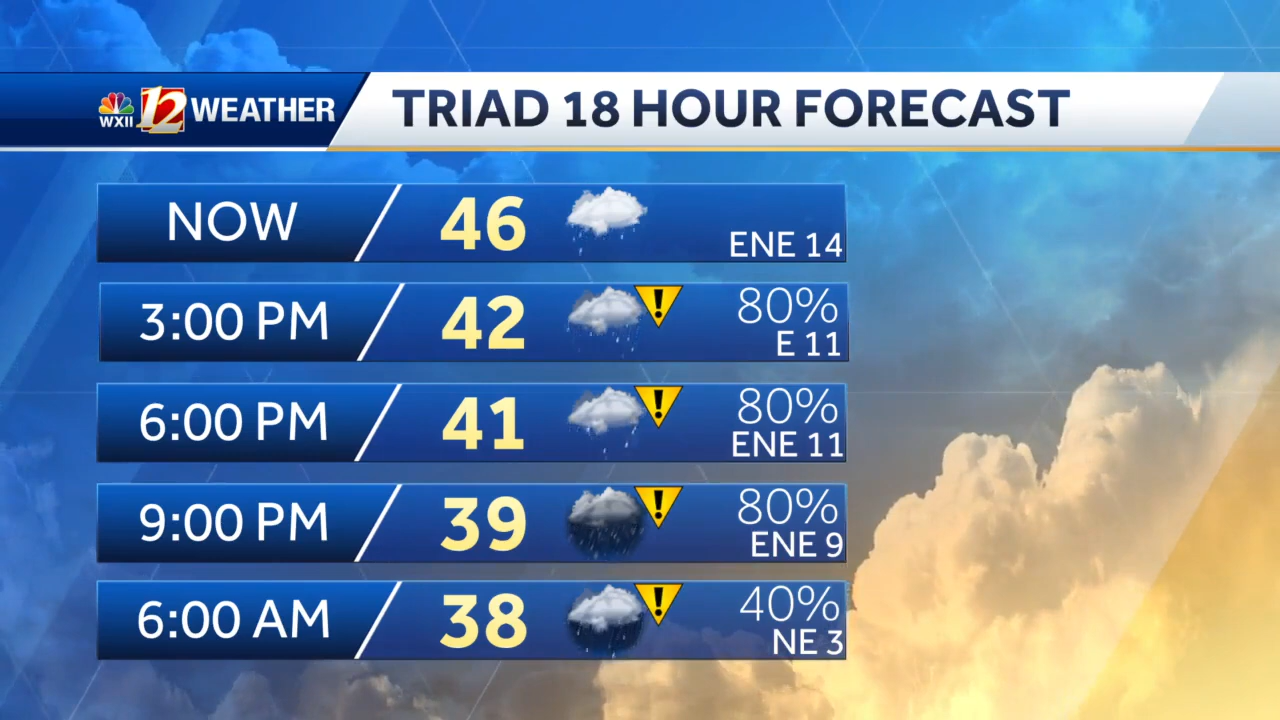 WXII 12 WEATHER
TRIAD 18 HOUR FORECAST
NOW 46 ENE 14
3:00 PM 42 ! 80%
E 11
6:00 PM 41 ! 80%
ENE 11
9:00 PM 39 ! 80%
ENE 9
6:00 AM 38 ! 40%
NE 3